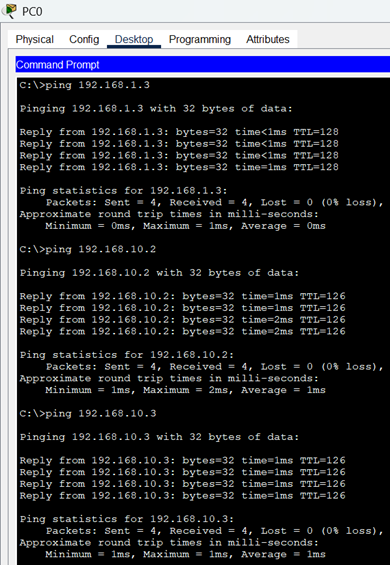 PC0
Physical Config Desktop Programming Attributes
Command Prompt
C:\>ping 192.168.1.3
Pinging 192.168.1.3 with 32 bytes of data:
Reply from 192.168.1.3: bytes=32 time<1ms TTL=128
Reply from 192.168.1.3: bytes=32 time<1ms TTL=128
Reply from 192.168.1.3: bytes=32 time<1ms TTL=128
Reply from 192.168.1.3: bytes=32 time=1ms TTL=128
Ping statistics for 192.168.1.3:
Packets: Sent = 4, Received = 4, Lost = 0 (0% loss),
Approximate round trip times in milli-seconds:
Minimum = 0ms, Maximum = 1ms, Average = 0ms
C:\>ping 192.168.10.2
Pinging 192.168.10.2 with 32 bytes of data:
Reply from 192.168.10.2: bytes=32 time=1ms TTL=126
Reply from 192.168.10.2: bytes=32 time=1ms TTL=126
Reply from 192.168.10.2: bytes=32 time=2ms TTL=126
Reply from 192.168.10.2: bytes=32 time=2ms TTL=126
Ping statistics for 192.168.10.2:
Packets: Sent = 4, Received = 4, Lost = 0 (0% loss),
Approximate round trip times in milli-seconds:
Minimum = 1ms, Maximum = 2ms, Average = 1ms
C:\>ping 192.168.10.3
Pinging 192.168.10.3 with 32 bytes of data:
Reply from 192.168.10.3: bytes=32 time=1ms TTL=126
Reply from 192.168.10.3: bytes=32 time=1ms TTL=126
Reply from 192.168.10.3: bytes=32 time=1ms TTL=126
Reply from 192.168.10.3: bytes=32 time=1ms TTL=126
Ping statistics for 192.168.10.3:
Packets: Sent = 4, Received = 4, Lost = 0 (0% loss),
Approximate round trip times in milli-seconds:
Minimum = 1ms, Maximum = 1ms, Average = 1ms